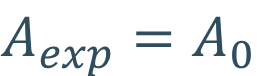 A_exp = A_0